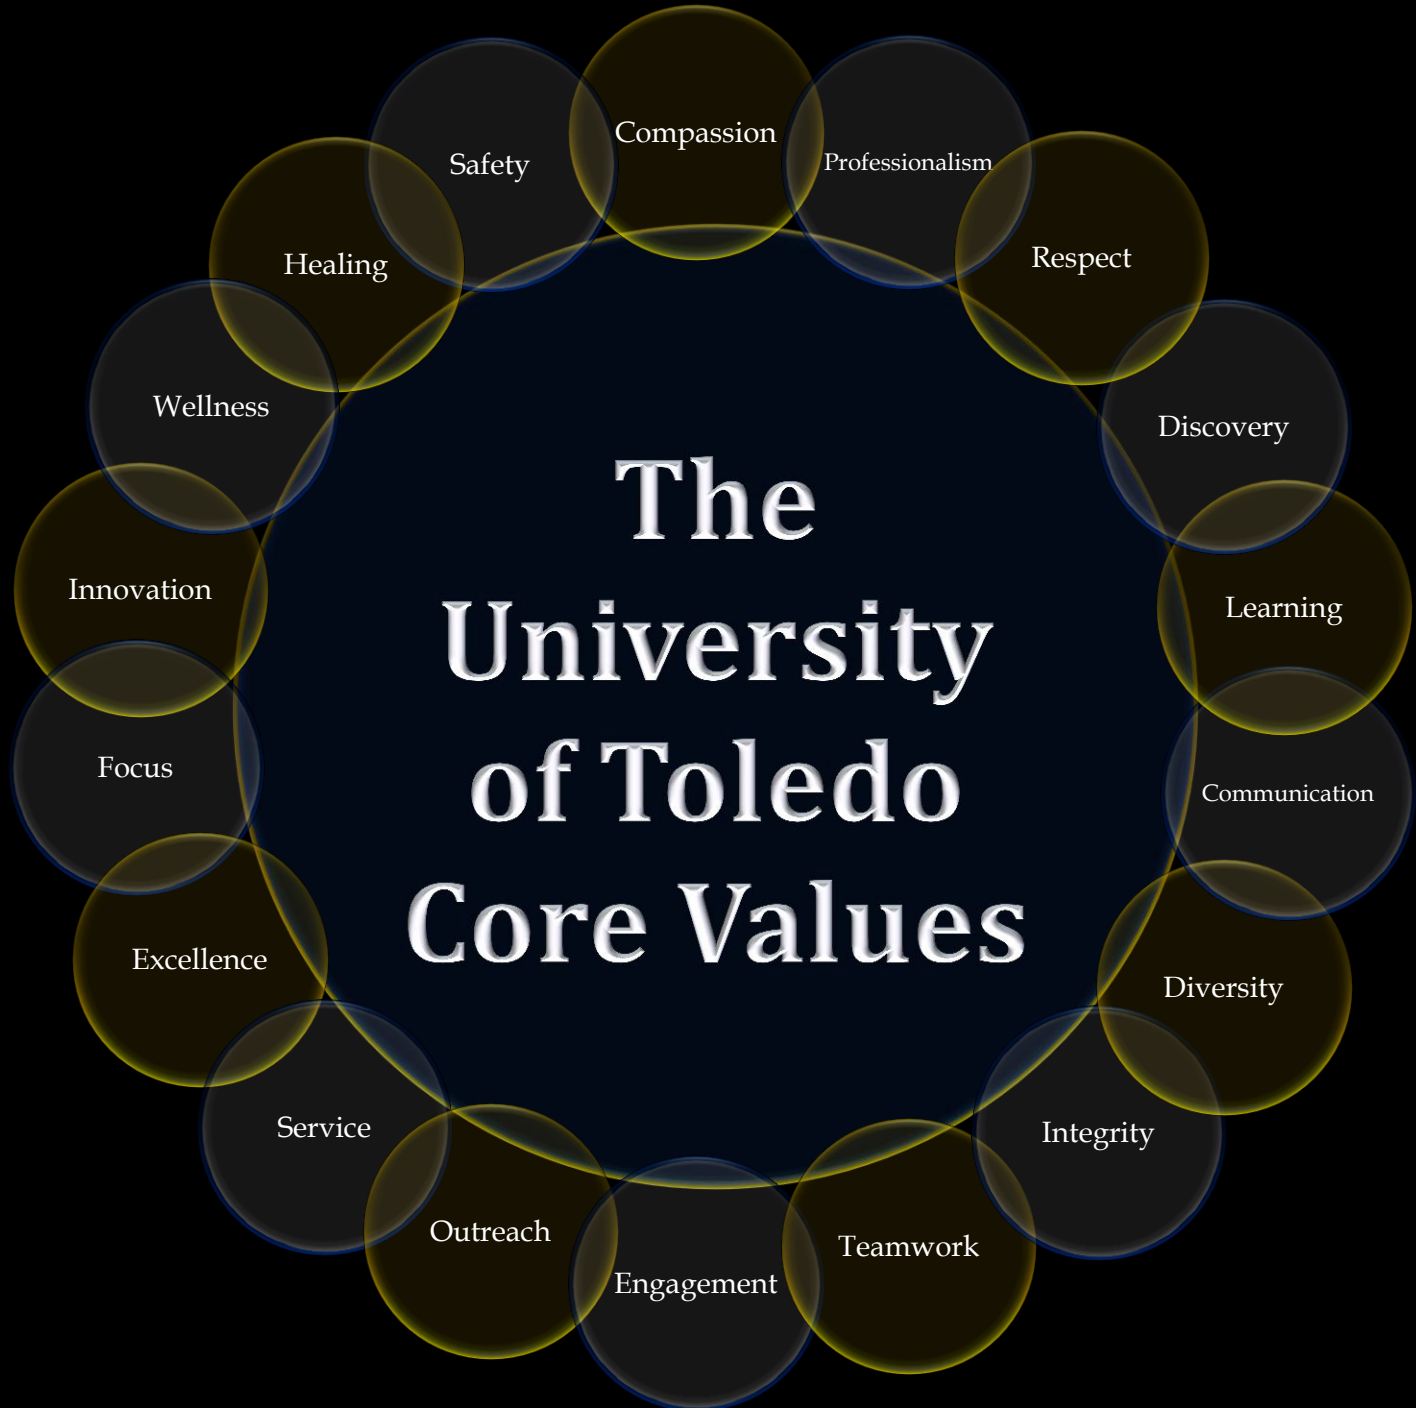 The
University
of Toledo
Core Values
Compassion
Professionalism
Respect
Discovery
Learning
Communication
Diversity
Integrity
Teamwork
Engagement
Outreach
Service
Excellence
Focus
Innovation
Wellness
Healing
Safety